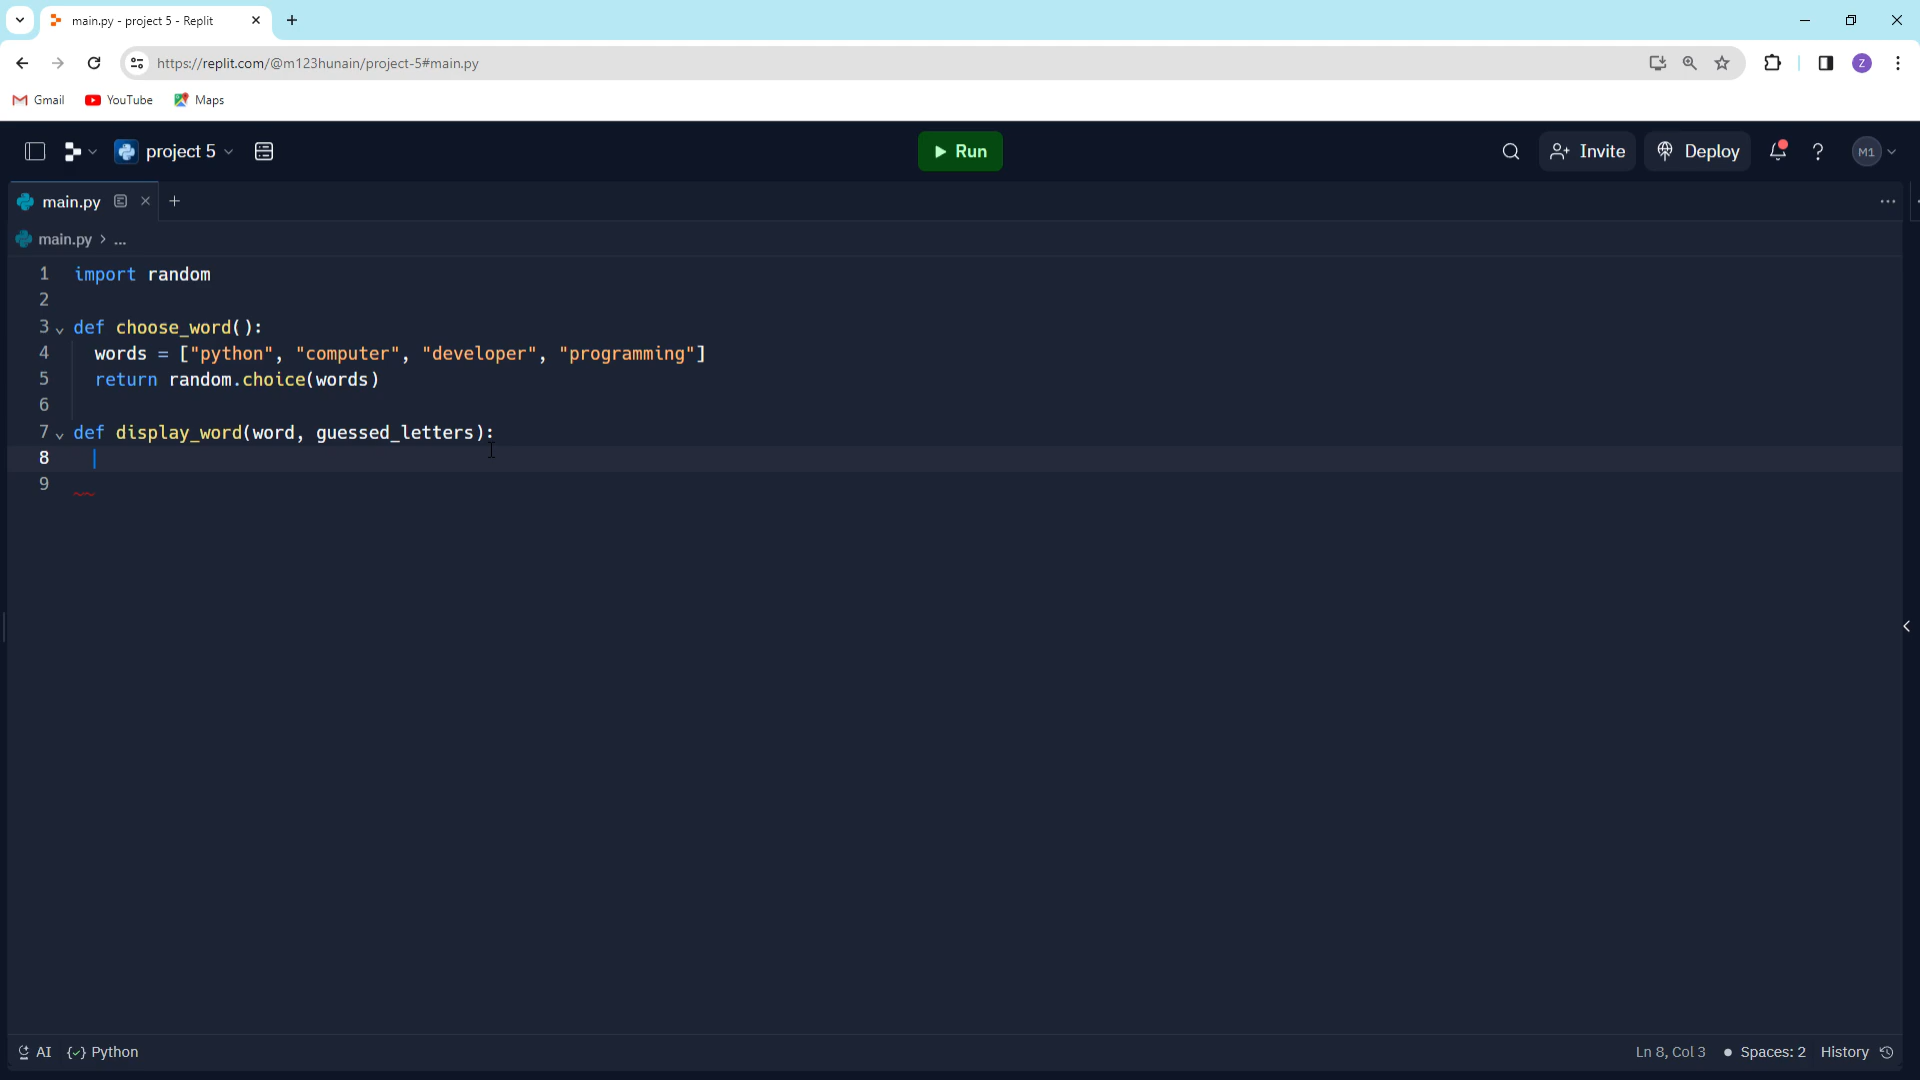 main.py - project 5 - Replit
https://replit.com/@m123hunain/project-5#main.py
Z
Gmail YouTube Maps
project 5
Run
Invite
Deploy
?
M1
main.py
main.py > ...
1 import random
2
3 def choose_word():
4 words = ["python", "computer", "developer", "programming"]
5 return random.choice(words)
6
7 def display_word(word, guessed_letters):
8
9
AI {✓} Python
Ln 8, Col 3 ● Spaces: 2 History